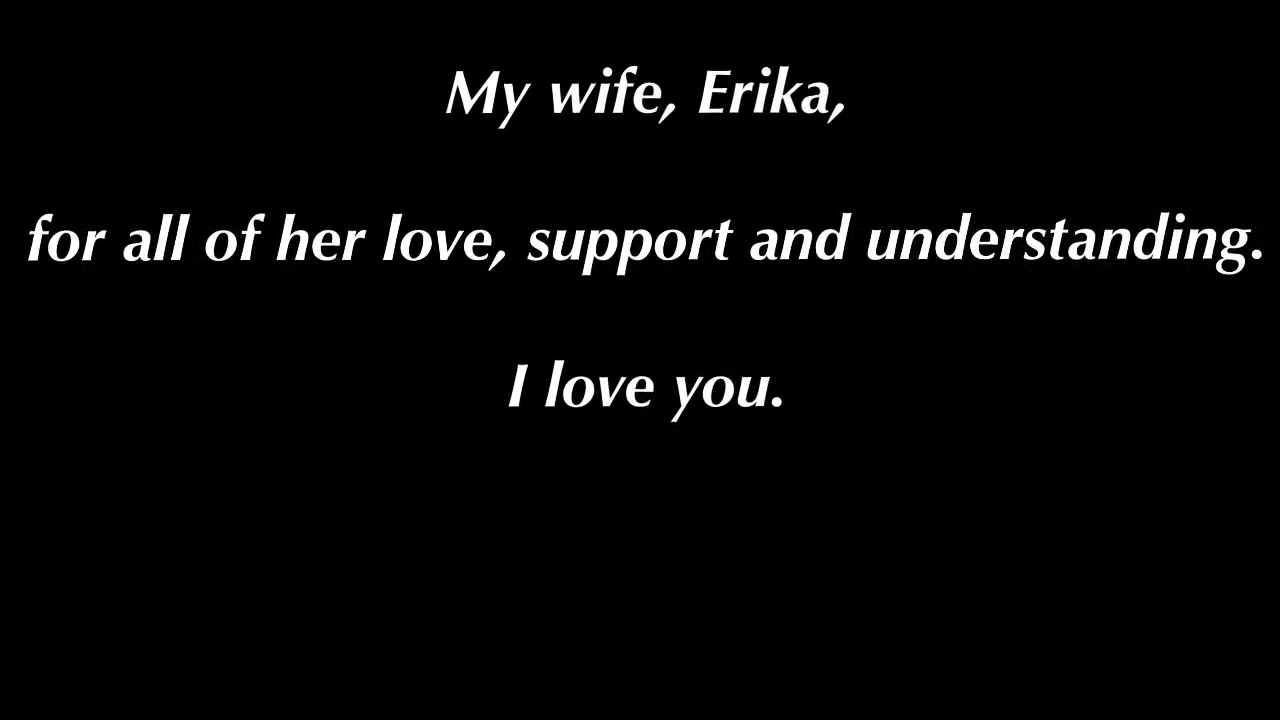 My wife, Erika,
for all of her love, support and understanding.
I love you.